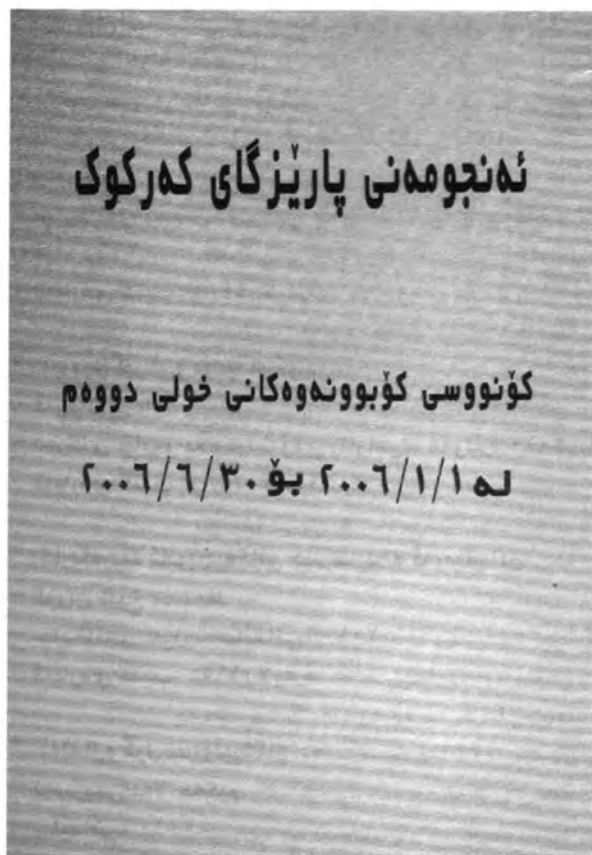 ئەنجومەنی پارێزگای کەرکوک
کۆنووسی کۆبوونەوەکانی خولی دووەم
لە ٢٠٠٦/١/١ بۆ ٢٠٠٦/٦/٣٠